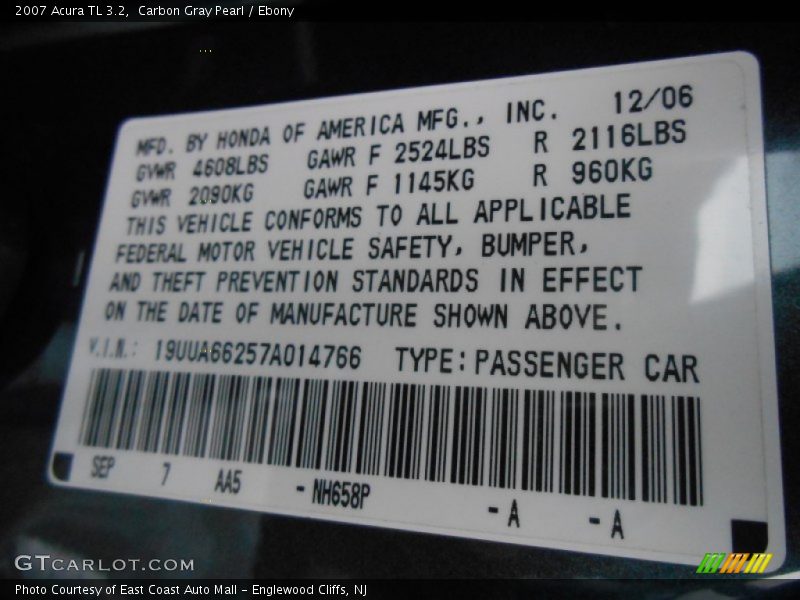 2007 Acura TL 3.2,  Carbon Gray Pearl / Ebony
MFD. BY HONDA OF AMERICA MFG., INC. 12/06
GVWR 4608LBS GAWR F 2524LBS R 2116LBS
GVWR 2090KG GAWR F 1145KG R 960KG
THIS VEHICLE CONFORMS TO ALL APPLICABLE
FEDERAL MOTOR VEHICLE SAFETY, BUMPER,
AND THEFT PREVENTION STANDARDS IN EFFECT
ON THE DATE OF MANUFACTURE SHOWN ABOVE.
V.I.N.: 19UUA66257A014766 TYPE: PASSENGER CAR
SEP 7 AA5 - NH658P - A - A
GTCARLOT.COM
Photo Courtesy of East Coast Auto Mall - Englewood Cliffs, NJ